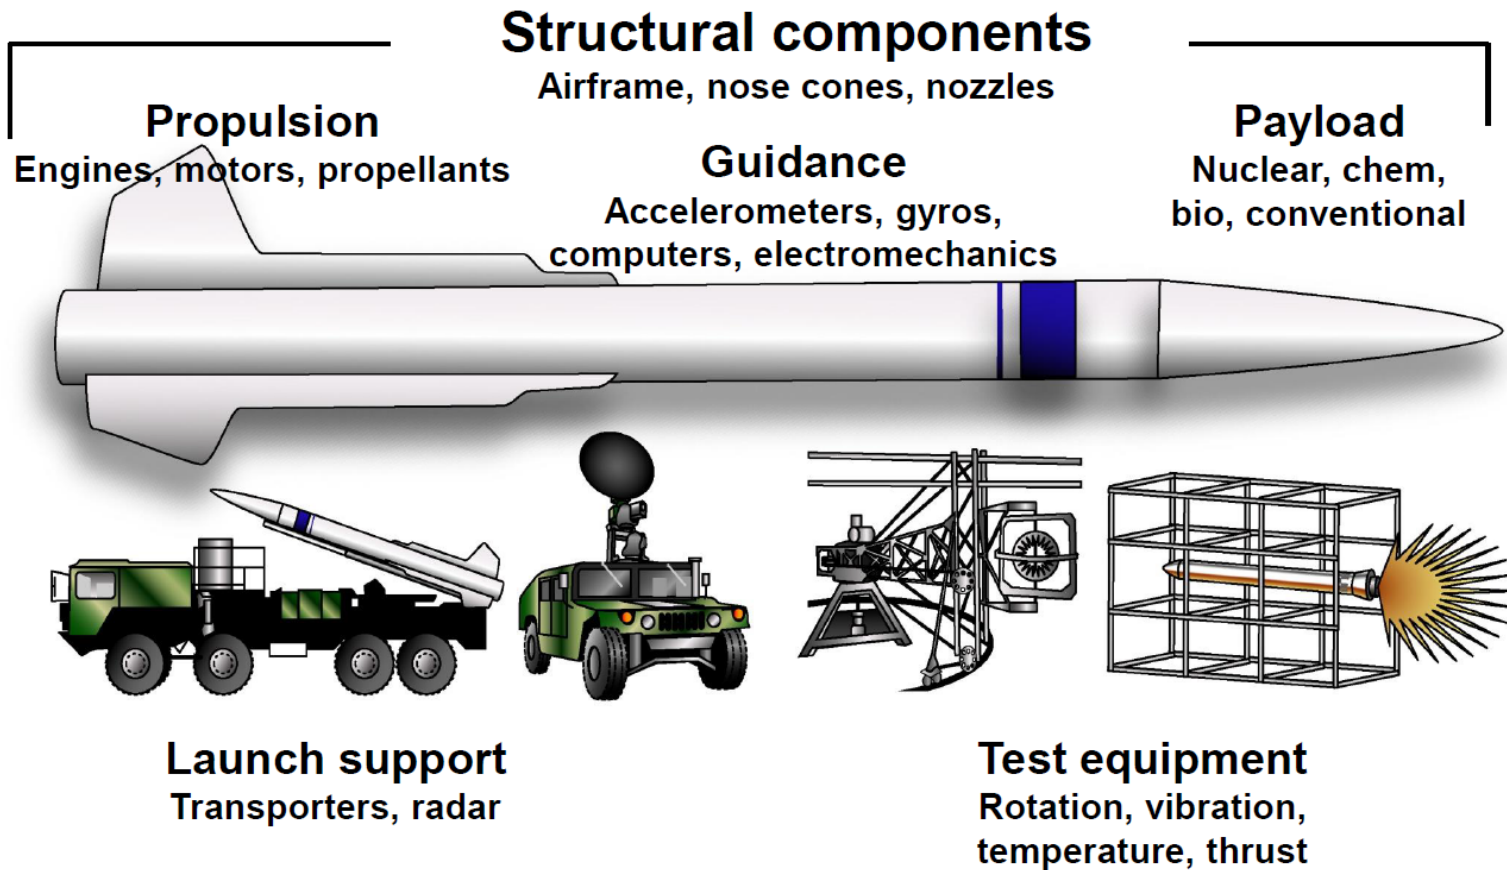 Structural components
Airframe, nose cones, nozzles
Propulsion
Engines, motors, propellants
Guidance
Accelerometers, gyros,
computers, electromechanics
Payload
Nuclear, chem,
bio, conventional
Launch support
Transporters, radar
Test equipment
Rotation, vibration,
temperature, thrust